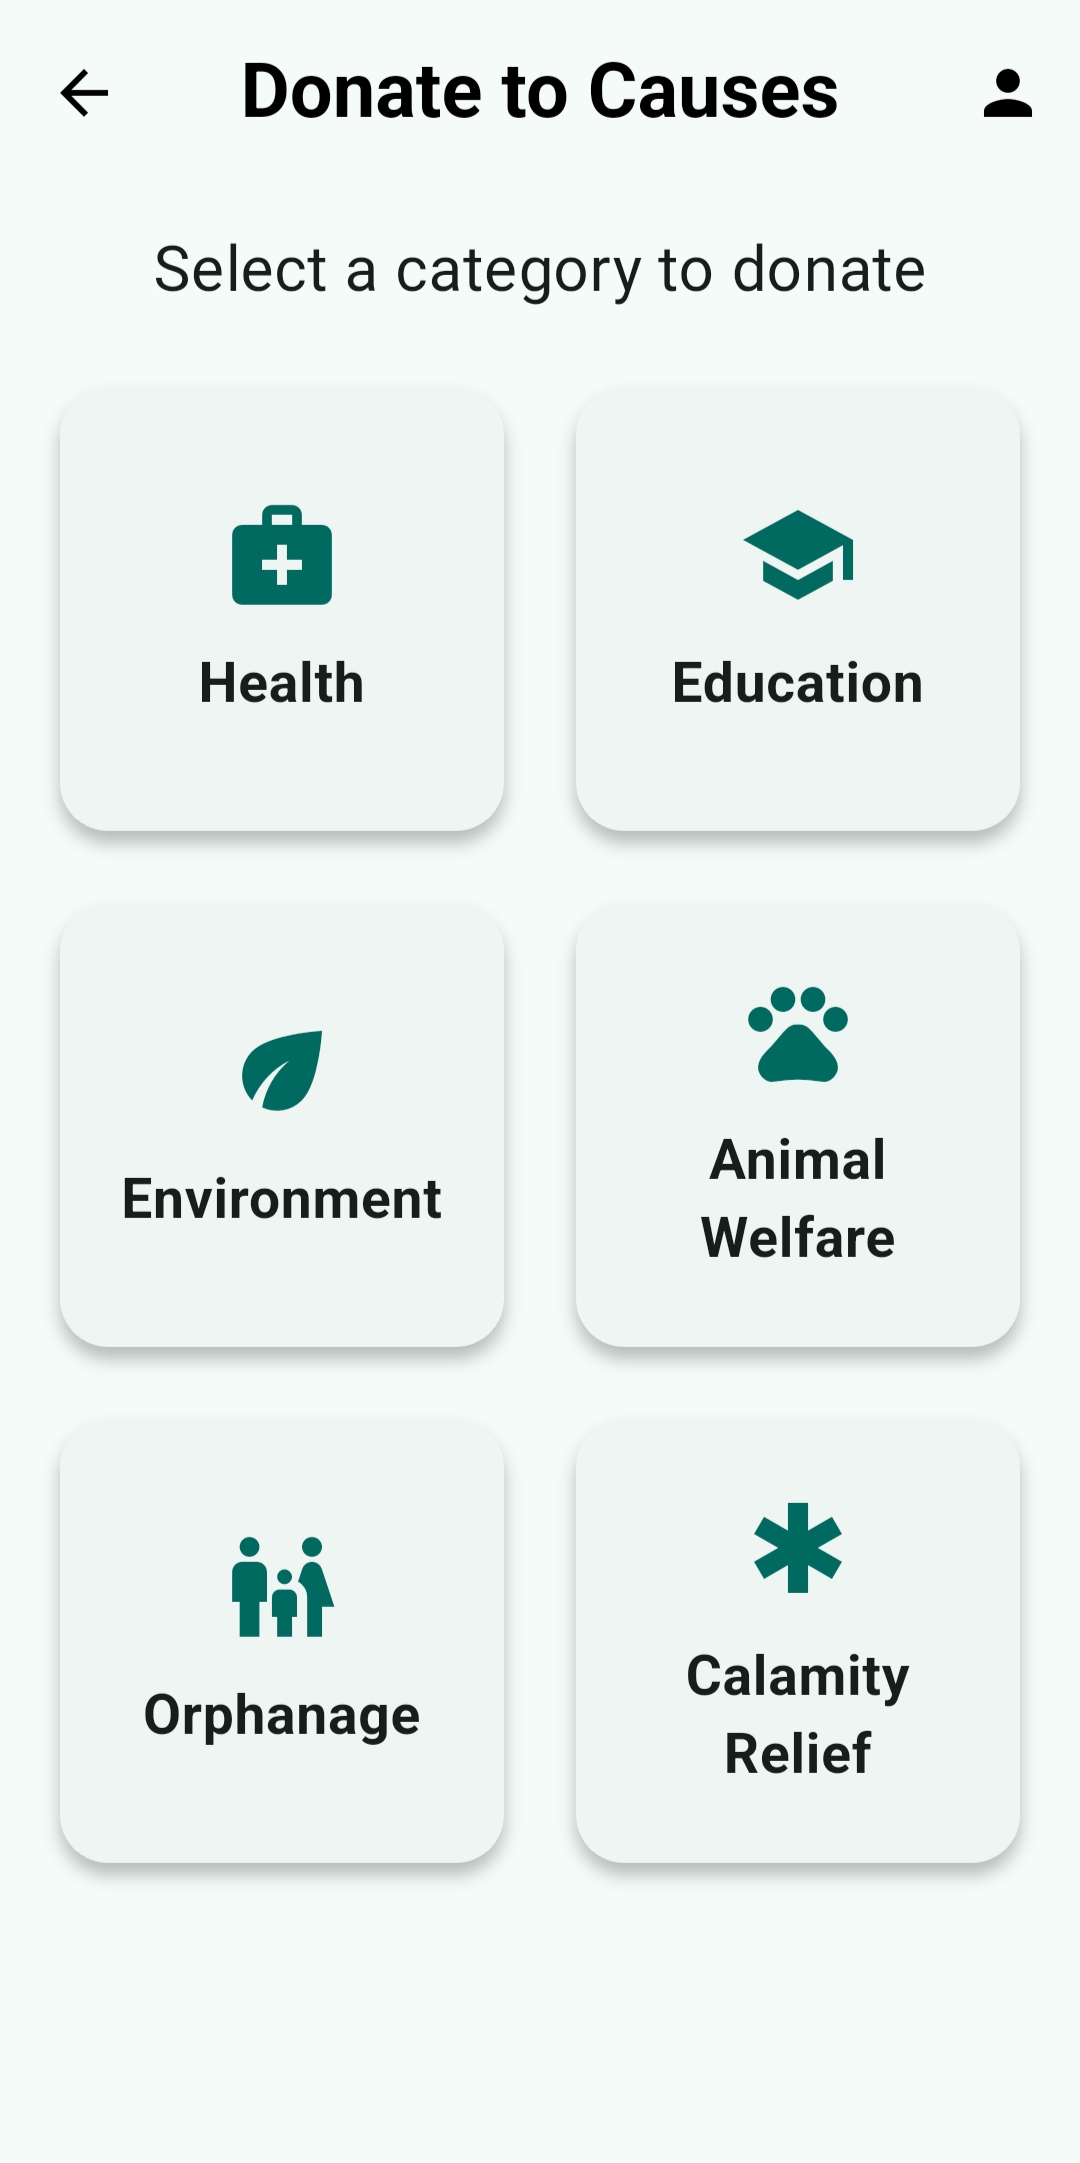 Donate to Causes
Select a category to donate
Health
Education
Environment
Animal
Welfare
Orphanage
Calamity
Relief